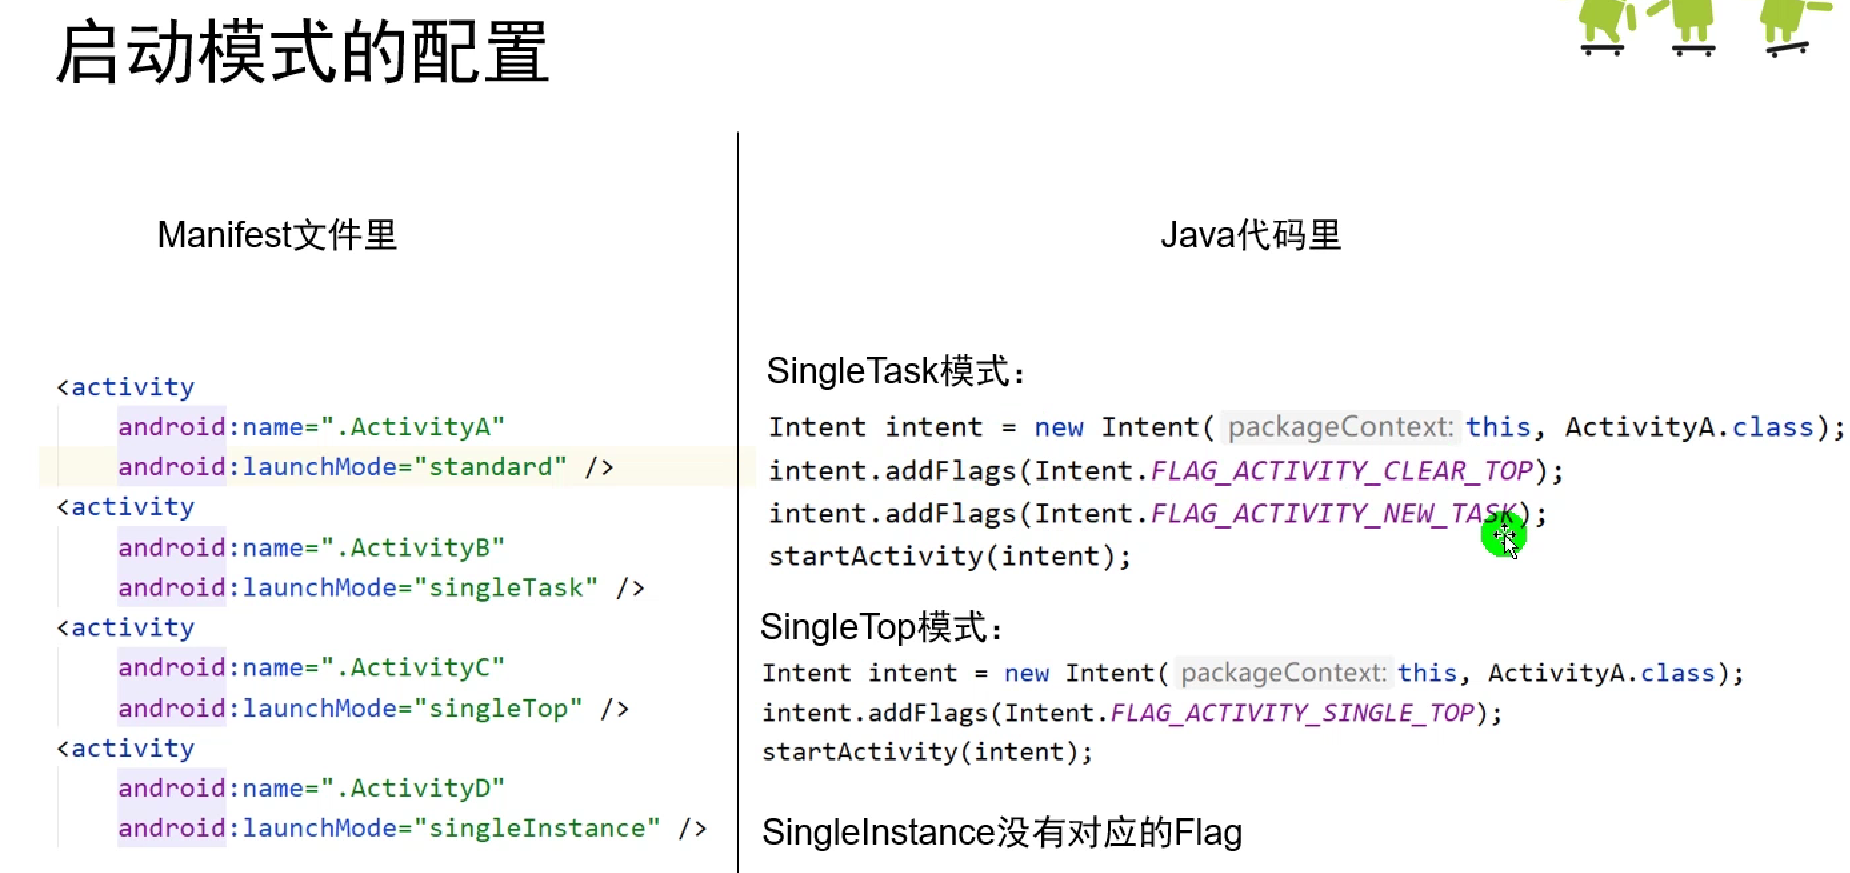 启动模式的配置
Manifest文件里
<activity
android:name=".ActivityA"
android:launchMode="standard" />
<activity
android:name=".ActivityB"
android:launchMode="singleTask" />
<activity
android:name=".ActivityC"
android:launchMode="singleTop" />
<activity
android:name=".ActivityD"
android:launchMode="singleInstance" />
Java代码里
SingleTask模式：
Intent intent = new Intent( packageContext: this, ActivityA.class);
intent.addFlags(Intent.FLAG_ACTIVITY_CLEAR_TOP);
intent.addFlags(Intent.FLAG_ACTIVITY_NEW_TASK);
startActivity(intent);
SingleTop模式：
Intent intent = new Intent( packageContext: this, ActivityA.class);
intent.addFlags(Intent.FLAG_ACTIVITY_SINGLE_TOP);
startActivity(intent);
SingleInstance没有对应的Flag